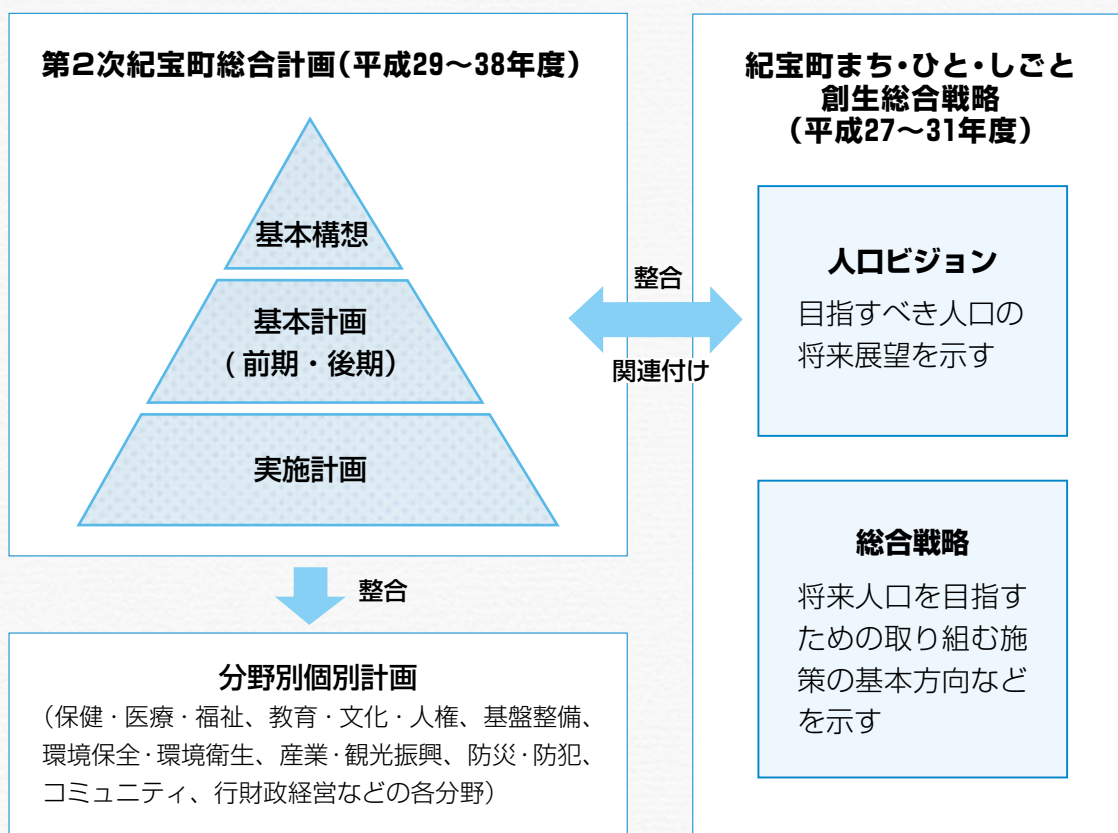 第2次紀宝町総合計画(平成29～38年度)
基本構想
基本計画
(前期・後期)
実施計画
整合
分野別個別計画
(保健・医療・福祉、教育・文化・人権、基盤整備、
環境保全・環境衛生、産業・観光振興、防災・防犯、
コミュニティ、行財政経営などの各分野)
整合
関連付け
紀宝町まち・ひと・しごと
創生総合戦略
(平成27～31年度)
人口ビジョン
目指すべき人口の
将来展望を示す
総合戦略
将来人口を目指す
ための取り組む施
策の基本方向など
を示す